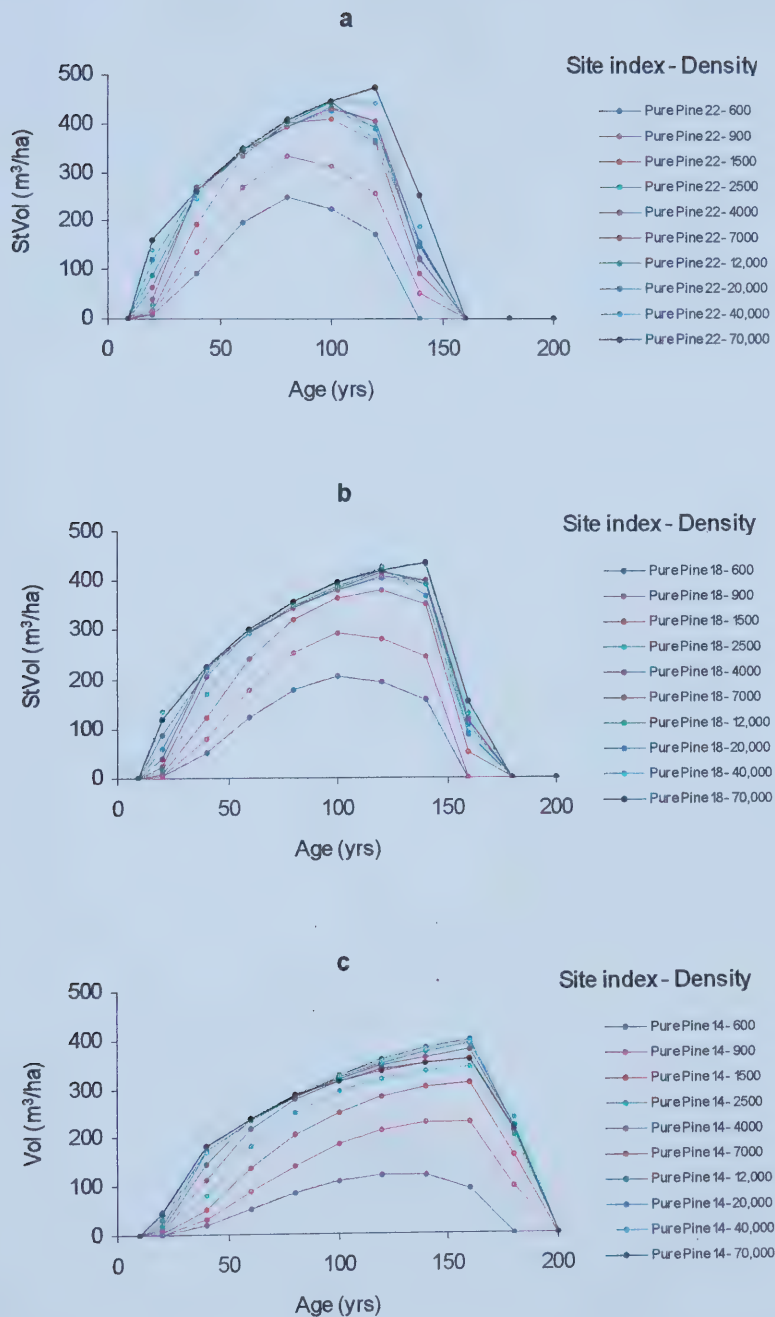 a
Site index - Density
500
400
300
200
100
0
StVol (m³/ha)
0 50 100 150 200
Age (yrs)
Pure Pine 22 - 600
Pure Pine 22 - 900
Pure Pine 22 - 1500
Pure Pine 22 - 2500
Pure Pine 22 - 4000
Pure Pine 22 - 7000
Pure Pine 22 - 12,000
Pure Pine 22 - 20,000
Pure Pine 22 - 40,000
Pure Pine 22 - 70,000
b
Site index - Density
500
400
300
200
100
0
StVol (m³/ha)
0 50 100 150 200
Age (yrs)
Pure Pine 18 - 600
Pure Pine 18 - 900
Pure Pine 18 - 1500
Pure Pine 18 - 2500
Pure Pine 18 - 4000
Pure Pine 18 - 7000
Pure Pine 18 - 12,000
Pure Pine 18 - 20,000
Pure Pine 18 - 40,000
Pure Pine 18 - 70,000
c
Site index - Density
500
400
300
200
100
0
Vol (m³/ha)
0 50 100 150 200
Age (yrs)
Pure Pine 14 - 600
Pure Pine 14 - 900
Pure Pine 14 - 1500
Pure Pine 14 - 2500
Pure Pine 14 - 4000
Pure Pine 14 - 7000
Pure Pine 14 - 12,000
Pure Pine 14 - 20,000
Pure Pine 14 - 40,000
Pure Pine 14 - 70,000